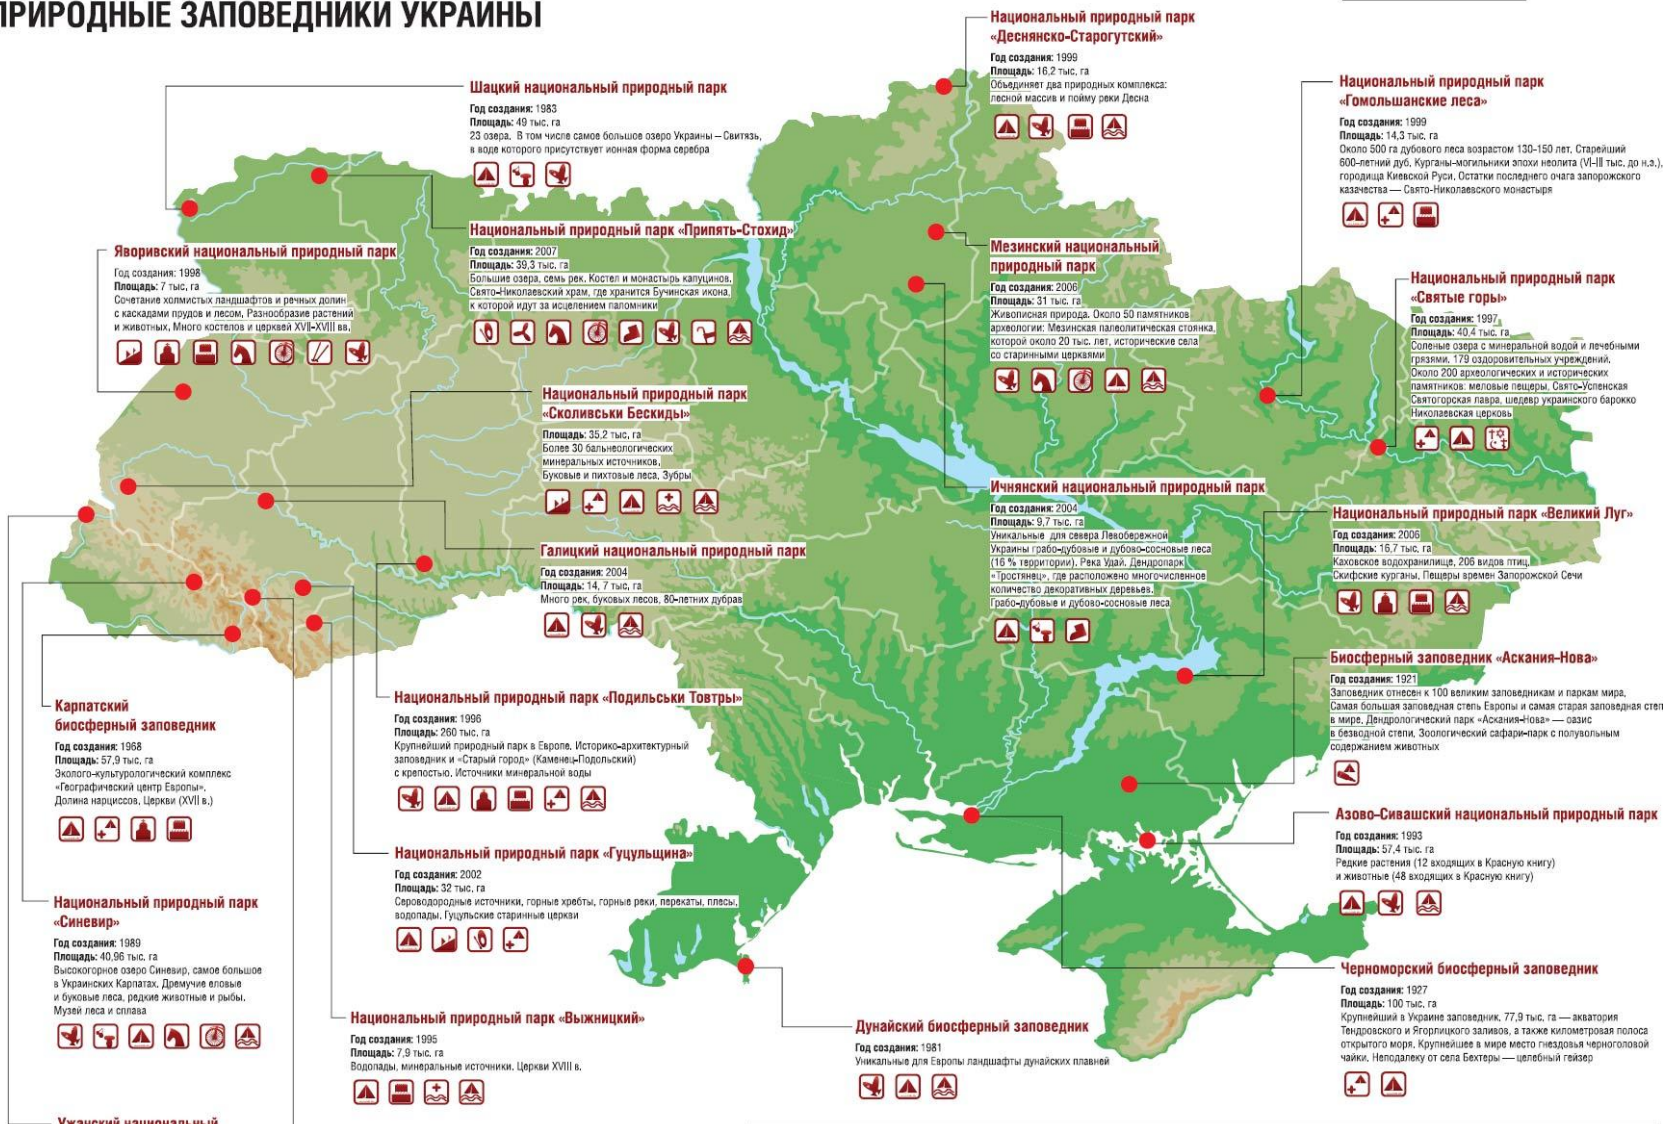 ПРИРОДНЫЕ ЗАПОВЕДНИКИ УКРАИНЫ
Национальный природный парк
«Деснянско-Старогутский»
Год создания: 1999
Площадь: 16,2 тыс. га
Объединяет два природных комплекса:
лесной массив и пойму реки Десна
Шацкий национальный природный парк
Год создания: 1983
Площадь: 49 тыс. га
23 озера. В том числе самое большое озеро Украины – Свитязь,
в воде которого присутствует ионная форма серебра
Национальный природный парк
«Гомольшанские леса»
Год создания: 1999
Площадь: 14,3 тыс. га
Около 500 га дубового леса возрастом 130-150 лет. Старейший
600-летний дуб. Курганы-могильники эпохи неолита (VI-III тыс. до н.э.),
городища Киевской Руси. Остатки последнего очага запорожского
казачества — Свято-Николаевского монастыря
Национальный природный парк «Припять-Стохид»
Год создания: 2007
Площадь: 39,3 тыс. га
Большие озера, семь рек. Костел и монастырь капуцинов.
Свято-Николаевский храм, где хранится Бучинская икона,
к которой идут за исцелением паломники
Яворивский национальный природный парк
Год создания: 1998
Площадь: 7 тыс. га
Сочетание холмистых ландшафтов и речных долин
с каскадами прудов и лесом. Разнообразие растений
и животных. Много костелов и церквей XVII-XVIII вв.
Мезинский национальный
природный парк
Год создания: 2006
Площадь: 31 тыс. га
Живописная природа. Около 50 памятников
археологии: Мезинская палеолитическая стоянка,
которой около 20 тыс. лет, исторические села
со старинными церквями
Национальный природный парк
«Святые горы»
Год создания: 1997
Площадь: 40,4 тыс. га
Соленые озера с минеральной водой и лечебными
грязями. 179 оздоровительных учреждений.
Около 200 археологических и исторических
памятников: меловые пещеры, Свято-Успенская
Святогорская лавра, шедевр украинского барокко
Николаевская церковь
Национальный природный парк
«Сколивськи Бескиды»
Год создания: 1999
Площадь: 35,2 тыс. га
Более 30 бальнеологических
минеральных источников.
Буковые и пихтовые леса. Зубры
Ичнянский национальный природный парк
Год создания: 2004
Площадь: 9,7 тыс. га
Уникальные для севера Левобережной
Украины грабо-дубовые и дубово-сосновые леса
(16 % территории). Река Удай. Дендропарк
«Тростянец», где расположено многочисленное
количество декоративных деревьев.
Грабо-дубовые и дубово-сосновые леса
Национальный природный парк «Великий Луг»
Год создания: 2006
Площадь: 16,7 тыс. га
Каховское водохранилище, 206 видов птиц.
Скифские курганы. Пещеры времен Запорожской Сечи
Галицкий национальный природный парк
Год создания: 2004
Площадь: 14, 7 тыс. га
Много рек, буковых лесов, 80-летних дубрав
Биосферный заповедник «Аскания-Нова»
Год создания: 1921
Заповедник отнесен к 100 великим заповедникам и паркам мира.
Самая большая заповедная степь Европы и самая старая заповедная степ
в мире. Дендрологический парк «Аскания-Нова» — оазис
в безводной степи. Зоологический сафари-парк с полувольным
содержанием животных
Карпатский
биосферный заповедник
Год создания: 1968
Площадь: 57,9 тыс. га
Эколого-культурологический комплекс
«Географический центр Европы».
Долина нарциссов. Церкви (XVII в.)
Национальный природный парк «Подильськи Товтры»
Год создания: 1996
Площадь: 260 тыс. га
Крупнейший природный парк в Европе. Историко-архитектурный
заповедник и «Старый город» (Каменец-Подольский)
с крепостью. Источники минеральной воды
Азово-Сивашский национальный природный парк
Год создания: 1993
Площадь: 57,4 тыс. га
Редкие растения (12 входящих в Красную книгу)
и животные (48 входящих в Красную книгу)
Национальный природный парк «Гуцульщина»
Год создания: 2002
Площадь: 32 тыс. га
Сероводородные источники, горные хребты, горные реки, перекаты, плесы,
водопады. Гуцульские старинные церкви
Национальный природный парк
«Синевир»
Год создания: 1989
Площадь: 40,96 тыс. га
Высокогорное озеро Синевир, самое большое
в Украинских Карпатах. Дремучие еловые
и буковые леса, редкие животные и рыбы.
Музей леса и сплава
Черноморский биосферный заповедник
Год создания: 1927
Площадь: 100 тыс. га
Крупнейший в Украине заповедник. 77,9 тыс. га — акватория
Тендровского и Ягорлицкого заливов, а также километровая полоса
открытого моря. Крупнейшее в мире место гнездовья черноголовой
чайки. Неподалеку от села Бехтеры — целебный гейзер
Национальный природный парк «Выжницкий»
Год создания: 1995
Площадь: 7,9 тыс. га
Водопады, минеральные источники. Церкви XVIII в.
Дунайский биосферный заповедник
Год создания: 1981
Уникальные для Европы ландшафты дунайских плавней
Ужанский национальный